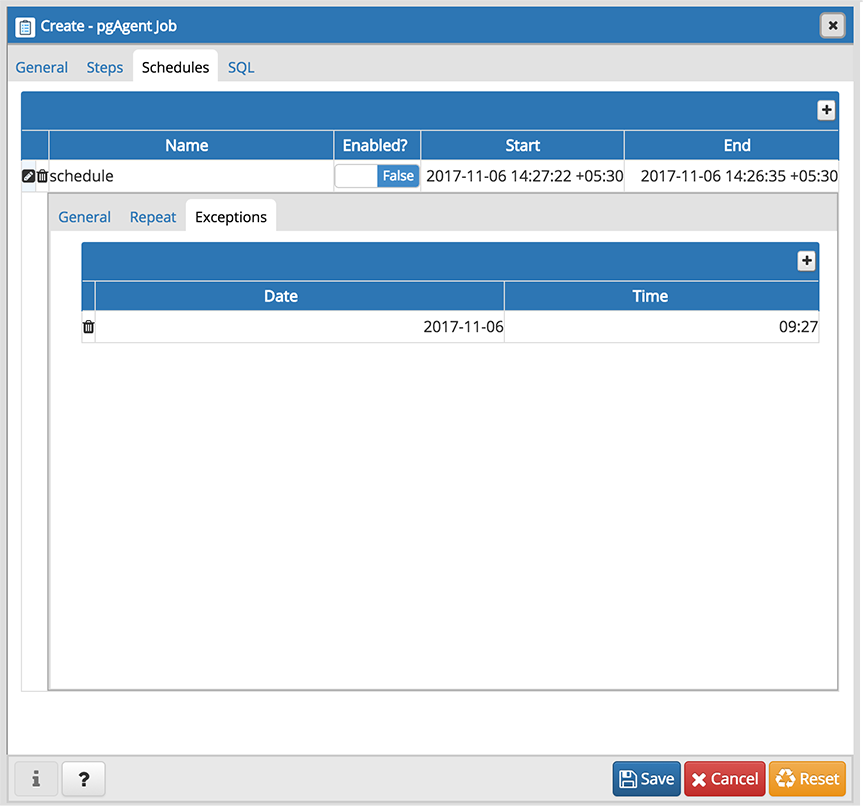 Create - pgAgent Job
General Steps Schedules SQL
Name Enabled? Start End
schedule False 2017-11-06 14:27:22 +05:30 2017-11-06 14:26:35 +05:30
General Repeat Exceptions
Date Time
2017-11-06 09:27
i ? Save Cancel Reset